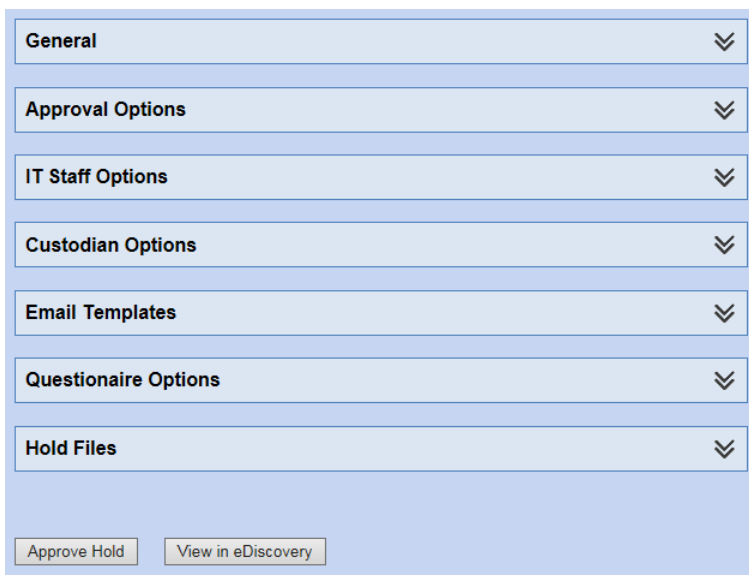 General
Approval Options
IT Staff Options
Custodian Options
Email Templates
Questionaire Options
Hold Files
Approve Hold View in eDiscovery